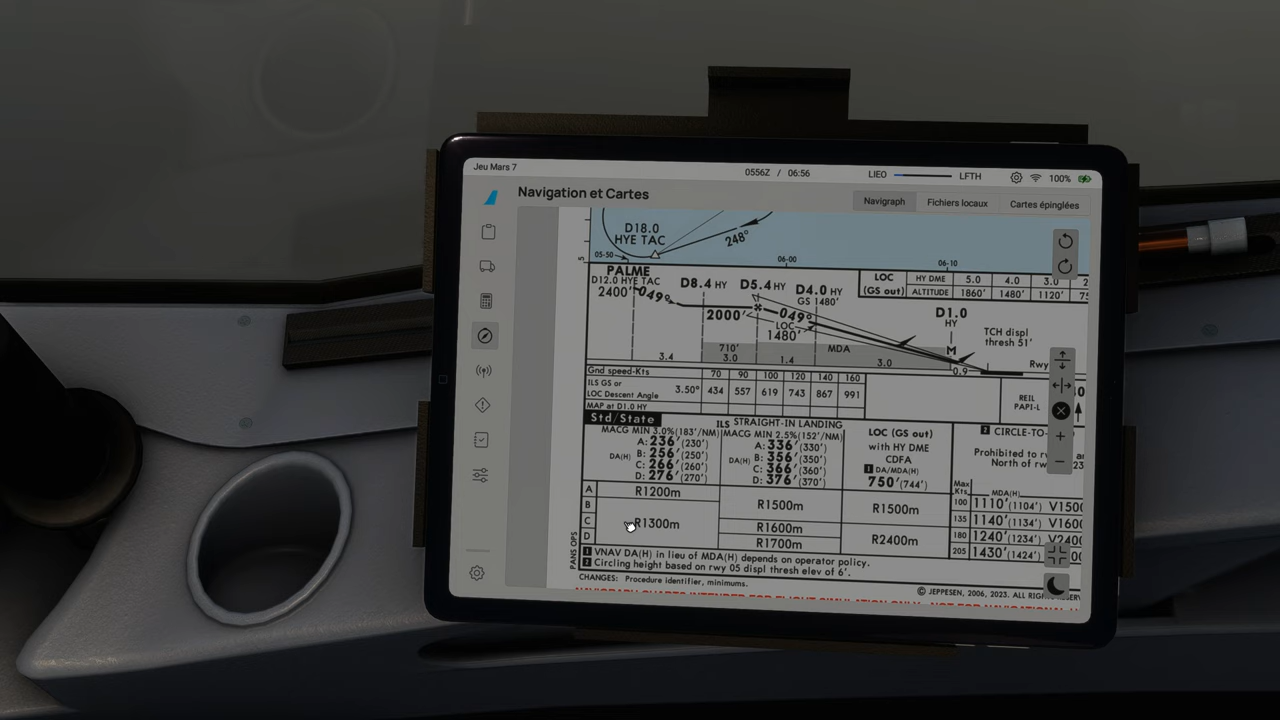 Jeu Mars 7
0556Z / 06:56
LIEO LFTH
100%
Navigation et Cartes
Navigraph Fichiers locaux Cartes épinglées
D18.0
HYE TAC
248°
05-50 06-00 06-10
PALME
D12.0 HYE TAC
2400' 049°
D8.4 HY D5.4 HY D4.0 HY
GS 1480'
2000' 049°
LOC
1480'
D1.0
HY
M
TCH displ
thresh 51'
Rwy
LOC HY DME 5.0 4.0 3.0
(GS out) ALTITUDE 1860' 1480' 1120'
710' MDA
3.4 3.0 1.4 3.0 0.9
Gnd speed-Kts 70 90 100 120 140 160
ILS GS or
LOC Descent Angle 3.50° 434 557 619 743 867 991
MAP at D1.0 HY
REIL
PAPI-L
Std/State
ILS STRAIGHT-IN LANDING
MACG MIN 3.0%(183'/NM) MACG MIN 2.5%(152'/NM)
DA(H)
A: 236'(230')
B: 256'(250')
C: 266'(260')
D: 276'(270')
DA(H)
A: 336'(330')
B: 356'(350')
C: 366'(360')
D: 376'(370')
LOC (GS out)
with HY DME
CDFA
1 DA/MDA(H)
750'(744')
2 CIRCLE-TO-
Prohibited to
North of rw
Max
Kts MDA(H)
A R1200m R1500m R1500m 100 1110'(1104') V1500
B 135 1140'(1134') V1600
C R1300m R1600m R2400m 180 1240'(1234') V2400
D R1700m 205 1430'(1424')
PANS OPS
1 VNAV DA(H) in lieu of MDA(H) depends on operator policy.
2 Circling height based on rwy 05 displ thresh elev of 6'.
CHANGES: Procedure identifier, minimums.
© JEPPESEN, 2006, 2023. ALL RIGHTS